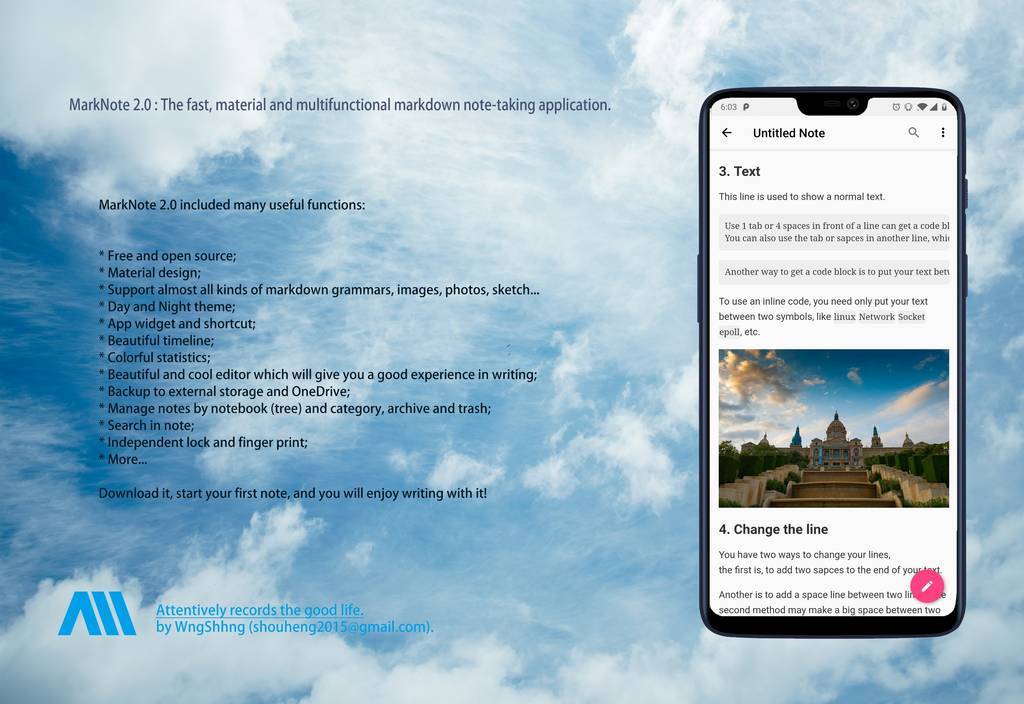 MarkNote 2.0 : The fast, material and multifunctional markdown note-taking application.
MarkNote 2.0 included many useful functions:
* Free and open source;
* Material design;
* Support almost all kinds of markdown grammars, images, photos, sketch...
* Day and Night theme;
* App widget and shortcut;
* Beautiful timeline;
* Colorful statistics;
* Beautiful and cool editor which will give you a good experience in writing;
* Backup to external storage and OneDrive;
* Manage notes by notebook (tree) and category, archive and trash;
* Search in note;
* Independent lock and finger print;
* More...
Download it, start your first note, and you will enjoy writing with it!
Attentively records the good life.
by WngShhng (shouheng2015@gmail.com).
6:03
Untitled Note
3. Text
This line is used to show a normal text.
Use 1 tab or 4 spaces in front of a line can get a code bl
You can also use the tab or sapces in another line, whic
Another way to get a code block is to put your text betw
To use an inline code, you need only put your text
between two symbols, like linux Network Socket
epoll, etc.
4. Change the line
You have two ways to change your lines,
the first is, to add two sapces to the end of your text.
Another is to add a space line between two
second method may make a big space between two